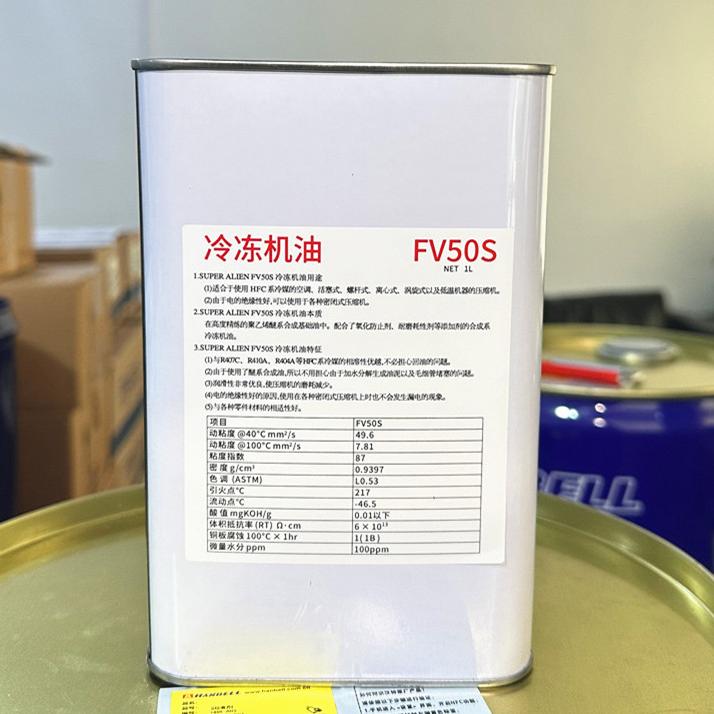 冷冻机油 FV50S
NET 1L
1.SUPER ALIEN FV50S 冷冻机油用途
(1)适合于使用 HFC 系冷媒的空调、活塞式、螺杆式、离心式、涡旋式以及低温机器的压缩机。
(2)由于电的绝缘性好,可以使用于各种密闭式压缩机。
2.SUPER ALIEN FV50S 冷冻机油本质
在高度精练的聚乙烯醚系合成基础油中，配合了氧化防止剂、耐磨耗性剂等添加剂的合成系
冷冻机油。
3.SUPER ALIEN FV50S 冷冻机油特征
(1)与R407C、R410A、R404A等HFC系冷媒的相溶性优越,不必担心回油的问题。
(2)由于使用了醚系合成油,所以不用担心由于加水分解生成油泥以及毛细管堵塞的问题。
(3)润滑性非常优良,使压缩机的磨耗减少。
(4)电的绝缘性好的原因,使用在各种密闭式压缩机上时也不会发生漏电的现象。
(5)与各种零件材料的相适性好。
项目 FV50S
动粘度 @40°C mm²/s 49.6
动粘度 @100°C mm²/s 7.81
粘度指数 87
密度 g/cm³ 0.9397
色调 (ASTM) L0.53
引火点°C 217
流动点°C -46.5
酸值 mgKOH/g 0.01以下
体积抵抗率 (RT) Ω·cm 6×10¹³
铜板腐蚀 100°C×1hr 1(1B)
微量水分 ppm 100ppm
HANBELL www.hanbell.com.cn
BELL